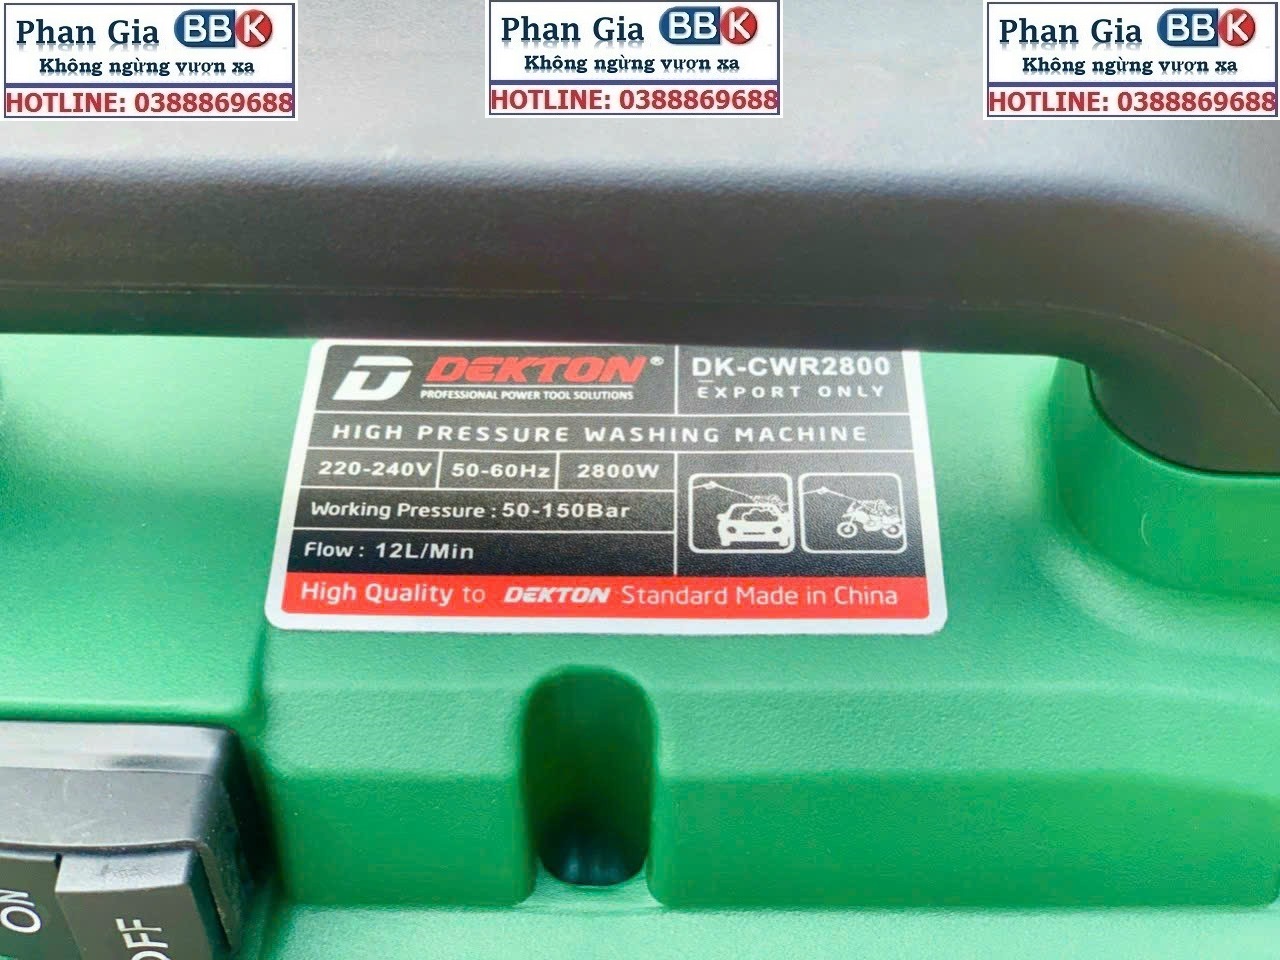 Phan Gia BBK
Không ngừng vươn xa
HOTLINE: 0388869688
Phan Gia BBK
Không ngừng vươn xa
HOTLINE: 0388869688
Phan Gia BBK
Không ngừng vươn xa
HOTLINE: 0388869688
DEKTON®
PROFESSIONAL POWER TOOL SOLUTIONS
DK-CWR2800
EXPORT ONLY
HIGH PRESSURE WASHING MACHINE
220-240V 50-60Hz 2800W
Working Pressure : 50-150Bar
Flow : 12L/Min
High Quality to DEKTON Standard Made in China
ON
OFF